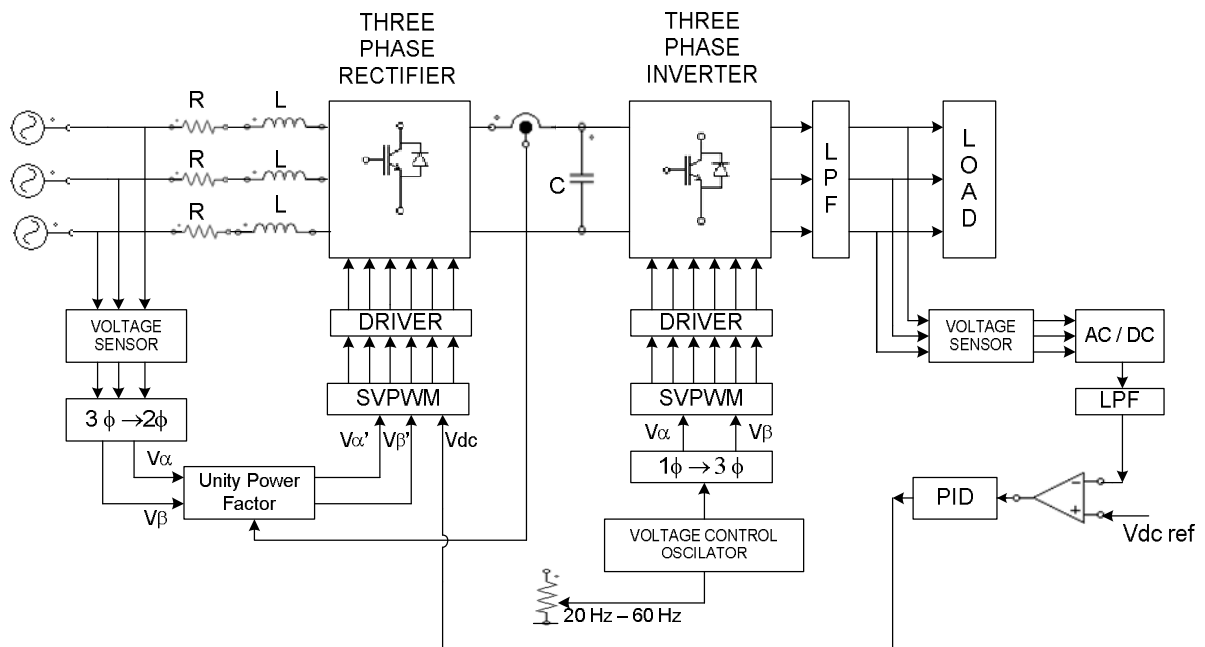 THREE
PHASE
RECTIFIER
THREE
PHASE
INVERTER
R
L
R
L
R
L
C
L
P
F
L
O
A
D
VOLTAGE
SENSOR
DRIVER
DRIVER
VOLTAGE
SENSOR
AC / DC
SVPWM
SVPWM
LPF
3 ϕ →2ϕ
Vα
Vβ
Unity Power
Factor
Vα’
Vβ’
Vdc
Vα
Vβ
1ϕ → 3 ϕ
VOLTAGE CONTROL
OSCILATOR
20 Hz – 60 Hz
PID
Vdc ref